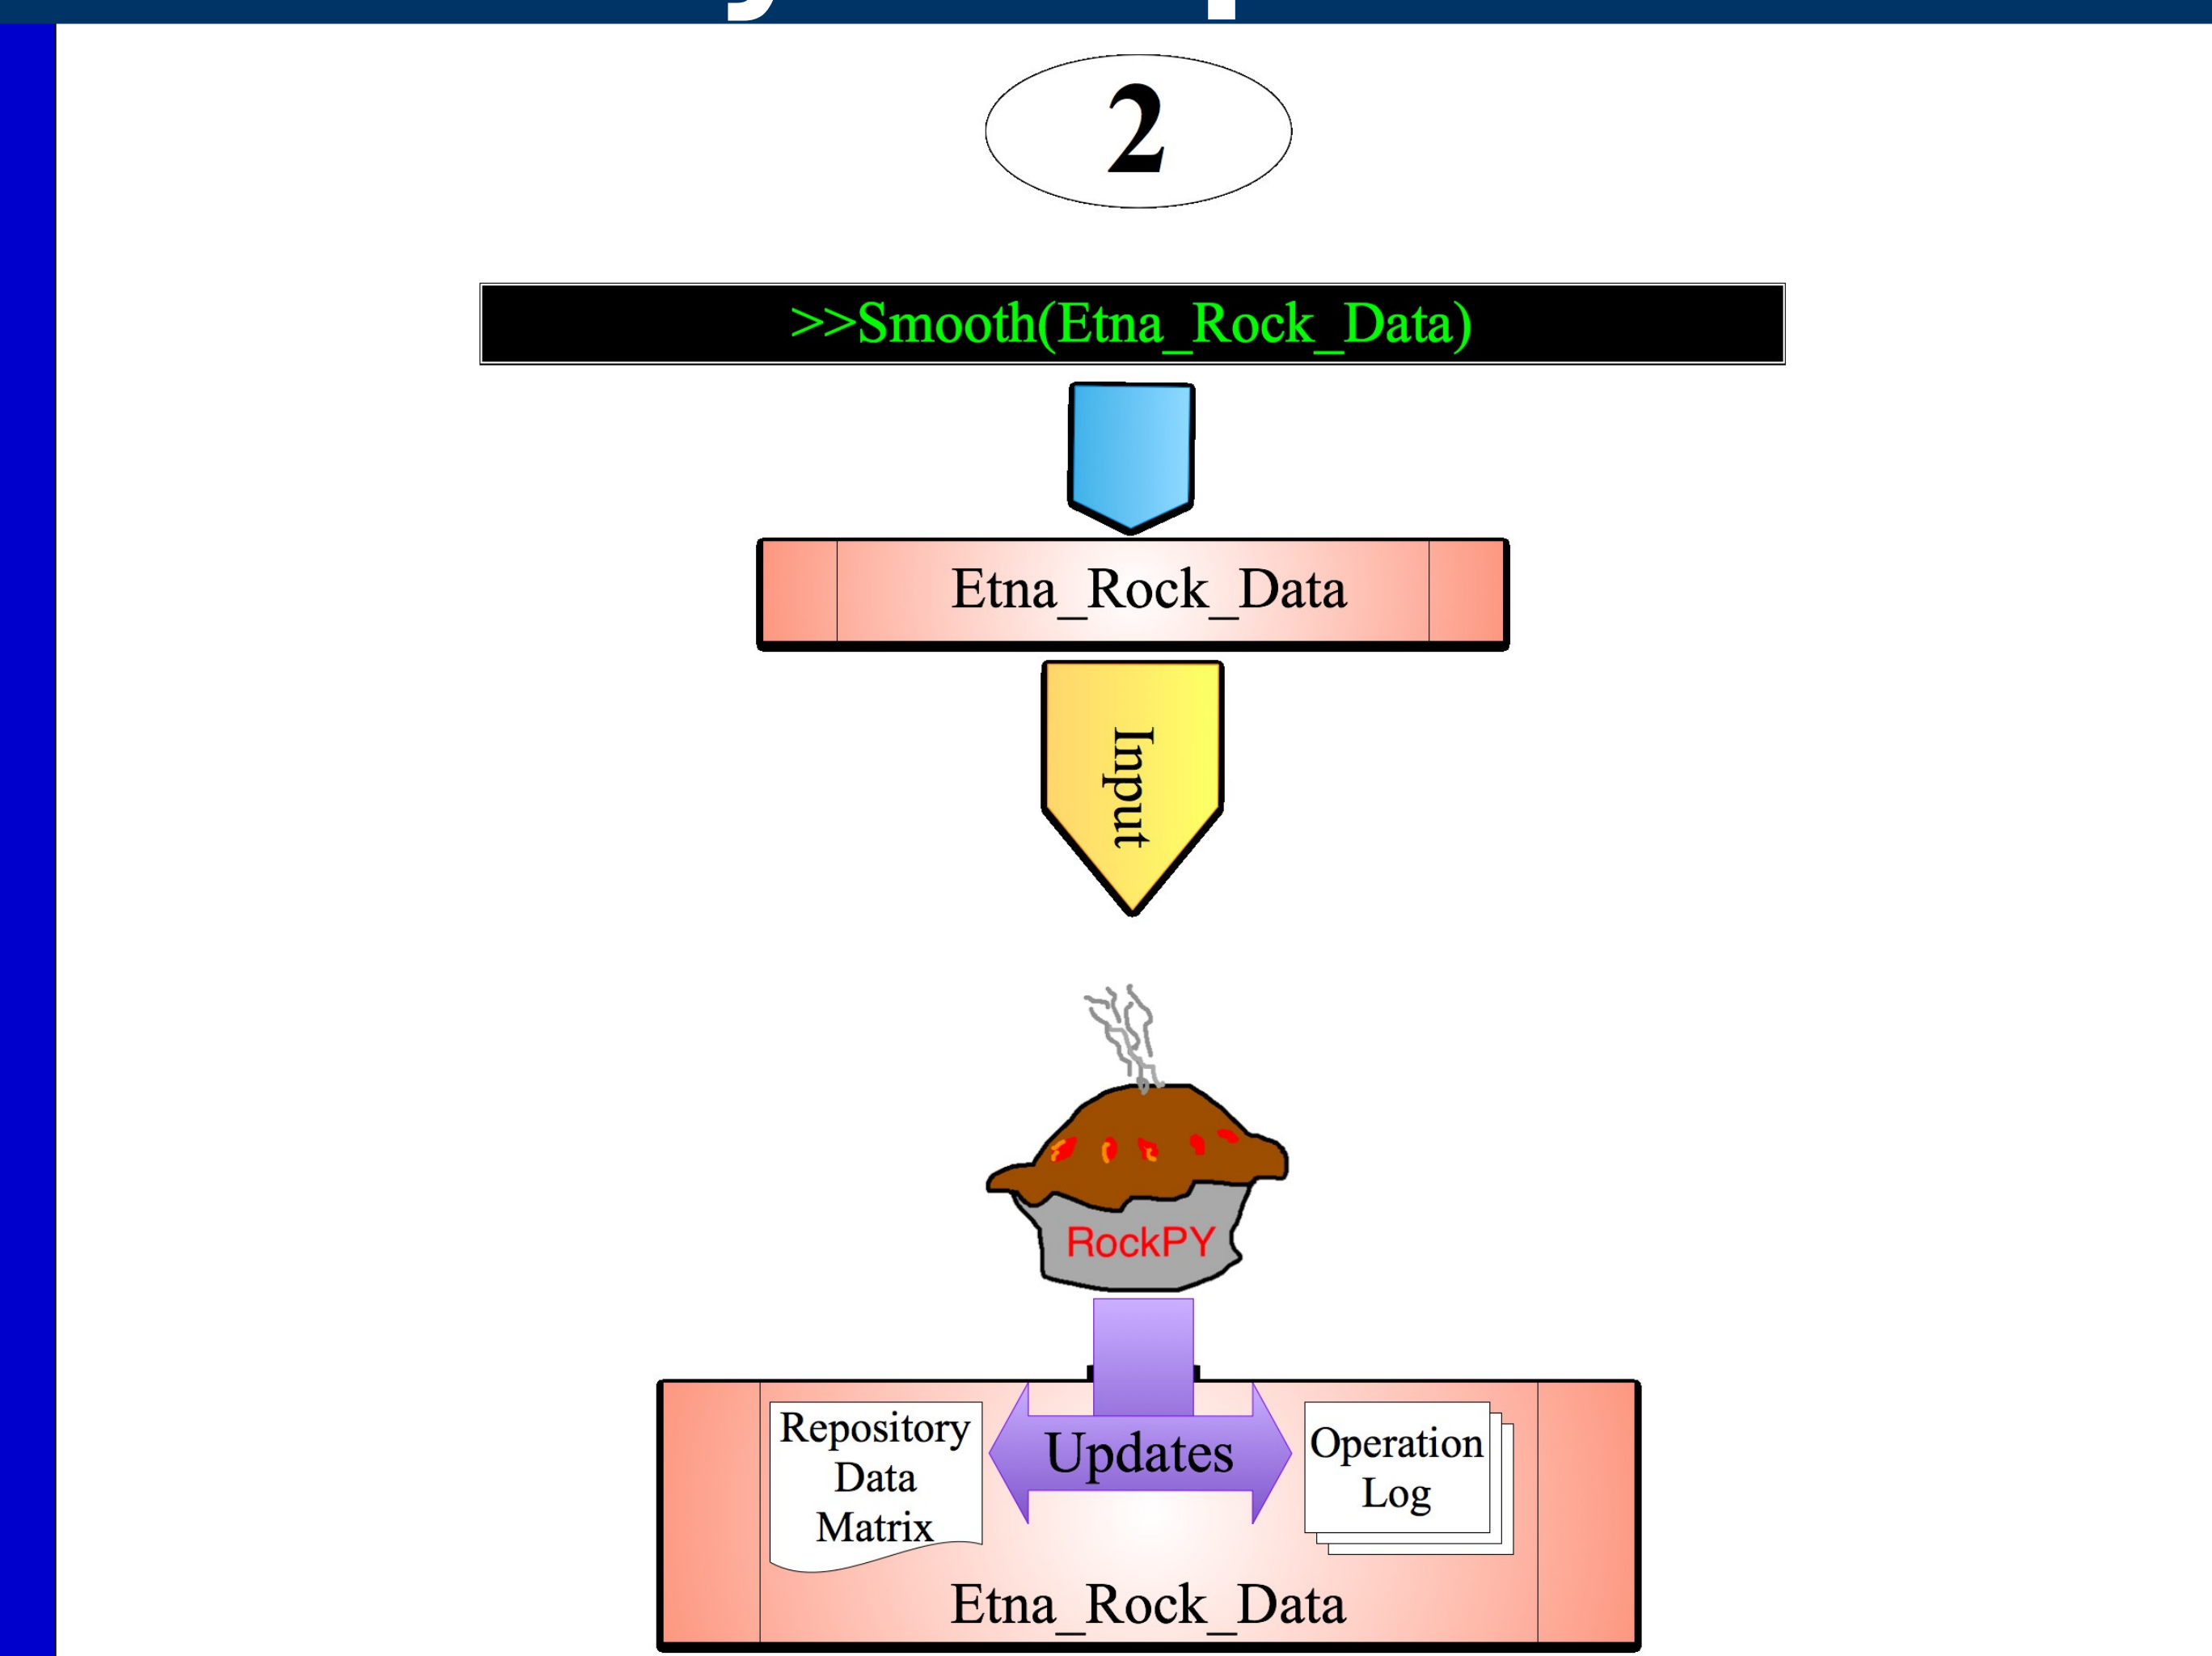 2
>>Smooth(Etna_Rock_Data)
Etna_Rock_Data
Input
RockPY
Repository
Data
Matrix
Updates
Operation
Log
Etna_Rock_Data